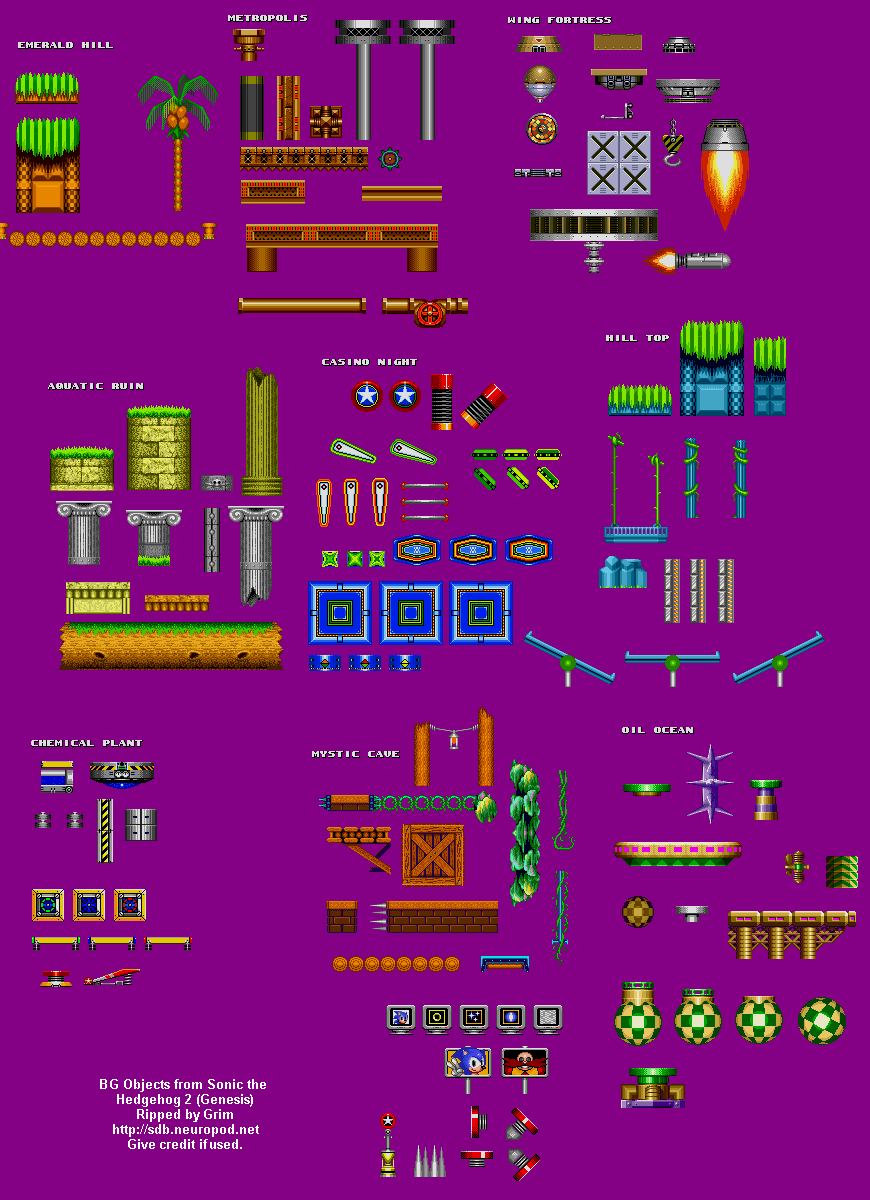 METROPOLIS
WING FORTRESS
EMERALD HILL
HILL TOP
CASINO NIGHT
AQUATIC RUIN
OIL OCEAN
CHEMICAL PLANT
MYSTIC CAVE
BG Objects from Sonic the
Hedgehog 2 (Genesis)
Ripped by Grim
http://sdb.neuropod.net
Give credit if used.